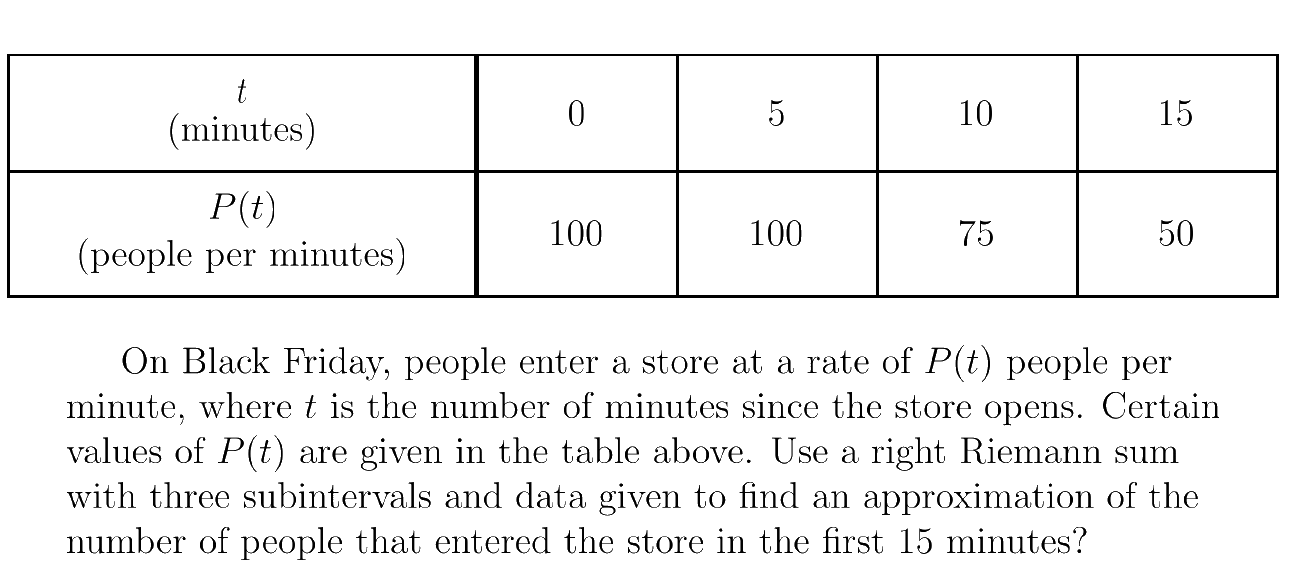 t 0 5 10 15
(minutes)
P(t) 100 100 75 50
(people per minutes)
On Black Friday, people enter a store at a rate of P(t) people per
minute, where t is the number of minutes since the store opens. Certain
values of P(t) are given in the table above. Use a right Riemann sum
with three subintervals and data given to find an approximation of the
number of people that entered the store in the first 15 minutes?